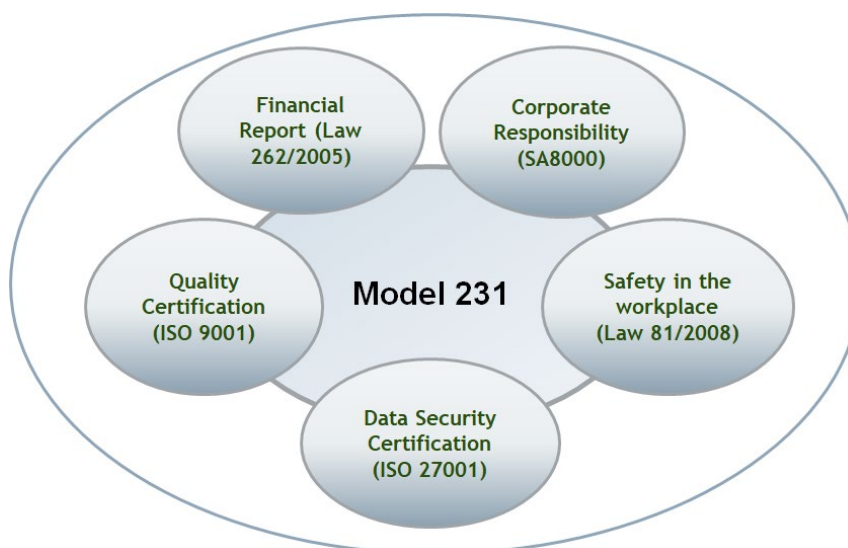 Financial
Report (Law
262/2005)
Corporate
Responsibility
(SA8000)
Quality
Certification
(ISO 9001)
Model 231
Safety in the
workplace
(Law 81/2008)
Data Security
Certification
(ISO 27001)